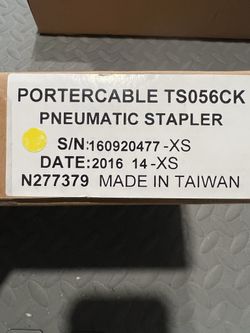 PORTERCABLE TS056CK
PNEUMATIC STAPLER
S/N:160920477-XS
DATE:2016 14-XS
N277379 MADE IN TAIWAN